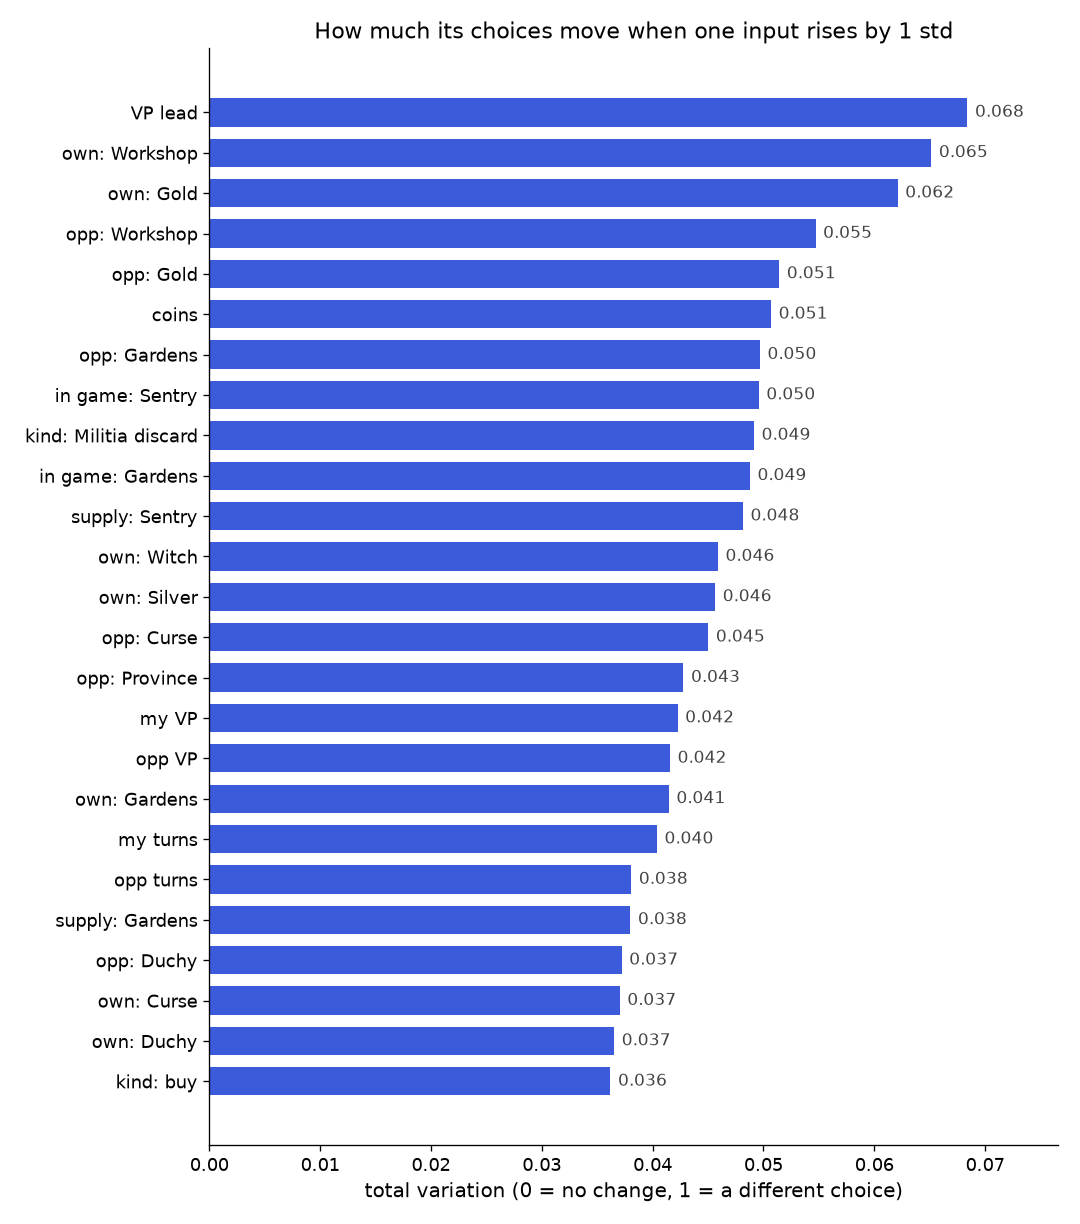 How much its choices move when one input rises by 1 std
VP lead 0.068
own: Workshop 0.065
own: Gold 0.062
opp: Workshop 0.055
opp: Gold 0.051
coins 0.051
opp: Gardens 0.050
in game: Sentry 0.050
kind: Militia discard 0.049
in game: Gardens 0.049
supply: Sentry 0.048
own: Witch 0.046
own: Silver 0.046
opp: Curse 0.045
opp: Province 0.043
my VP 0.042
opp VP 0.042
own: Gardens 0.041
my turns 0.040
opp turns 0.038
supply: Gardens 0.038
opp: Duchy 0.037
own: Curse 0.037
own: Duchy 0.037
kind: buy 0.036
0.00 0.01 0.02 0.03 0.04 0.05 0.06 0.07
total variation (0 = no change, 1 = a different choice)